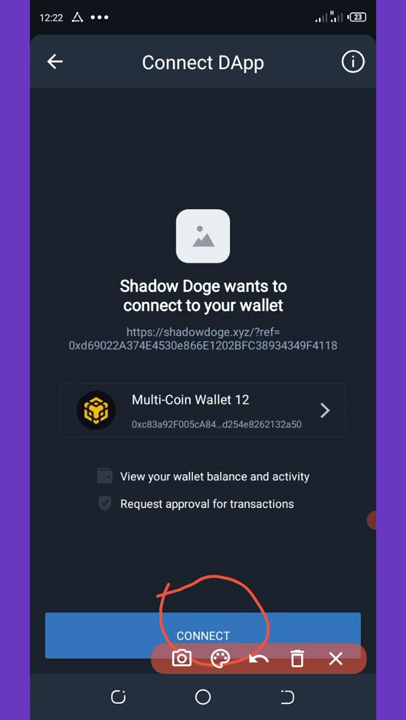 12:22
23
Connect DApp
Shadow Doge wants to
connect to your wallet
https://shadowdoge.xyz/?ref=
0xd69022A374E4530e866E1202BFC38934349F4118
Multi-Coin Wallet 12
0xc83a92F005cA84...d254e8262132a50
View your wallet balance and activity
Request approval for transactions
CONNECT